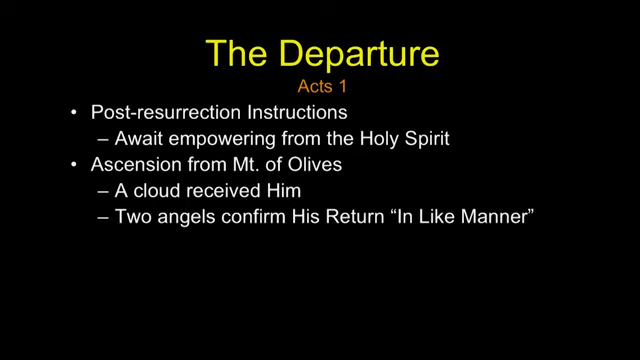 The Departure
Acts 1
• Post-resurrection Instructions
– Await empowering from the Holy Spirit
• Ascension from Mt. of Olives
– A cloud received Him
– Two angels confirm His Return “In Like Manner”